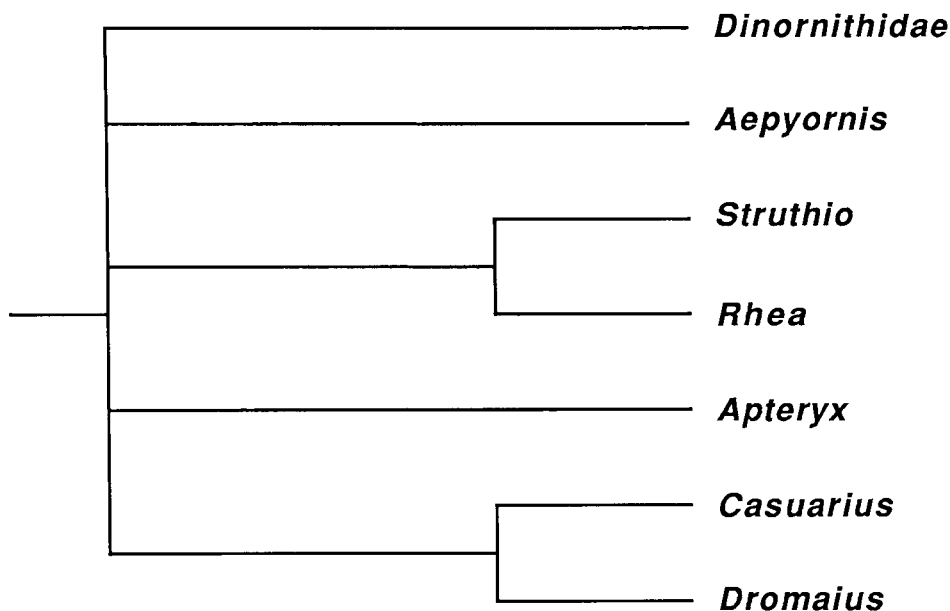 Dinornithidae
Aepyornis
Struthio
Rhea
Apteryx
Casuarius
Dromaius